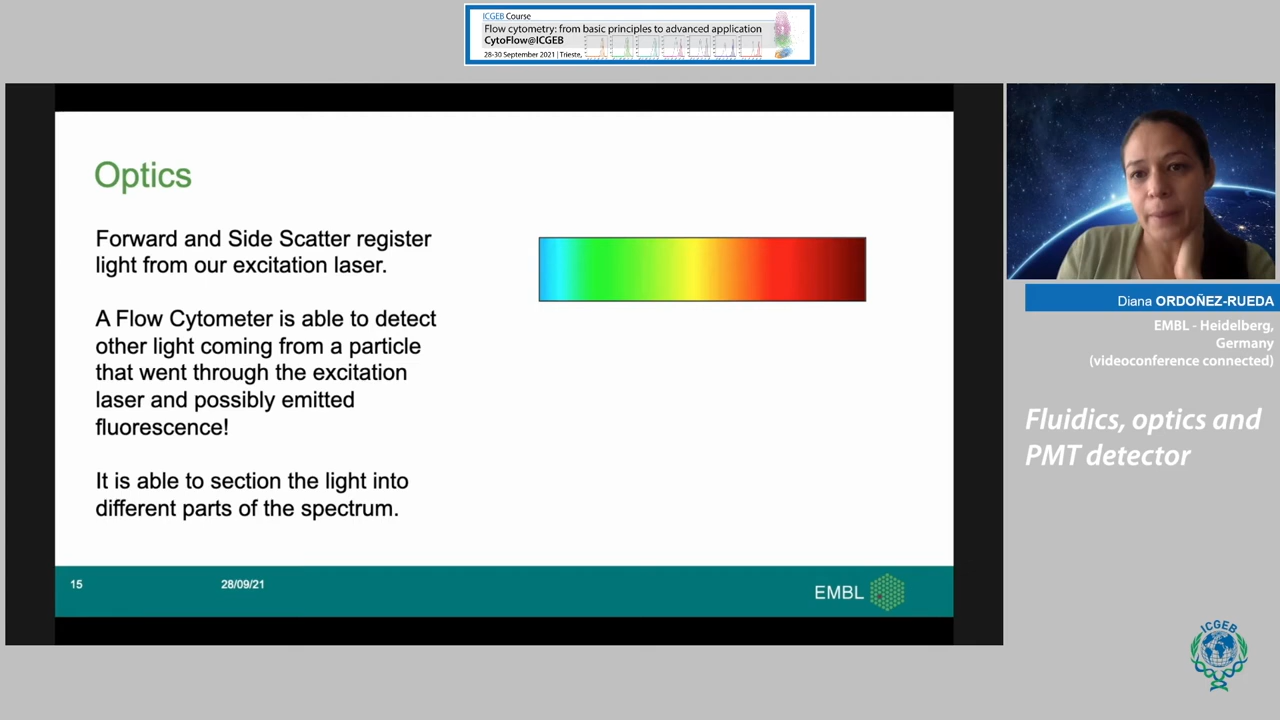 ICGEB Course
Flow cytometry: from basic principles to advanced application
CytoFlow@ICGEB
28-30 September 2021 | Trieste,
Optics
Forward and Side Scatter register
light from our excitation laser.
A Flow Cytometer is able to detect
other light coming from a particle
that went through the excitation
laser and possibly emitted
fluorescence!
It is able to section the light into
different parts of the spectrum.
15
28/09/21
EMBL
Diana ORDOÑEZ-RUEDA
EMBL - Heidelberg,
Germany
(videoconference connected)
Fluidics, optics and
PMT detector
ICGEB